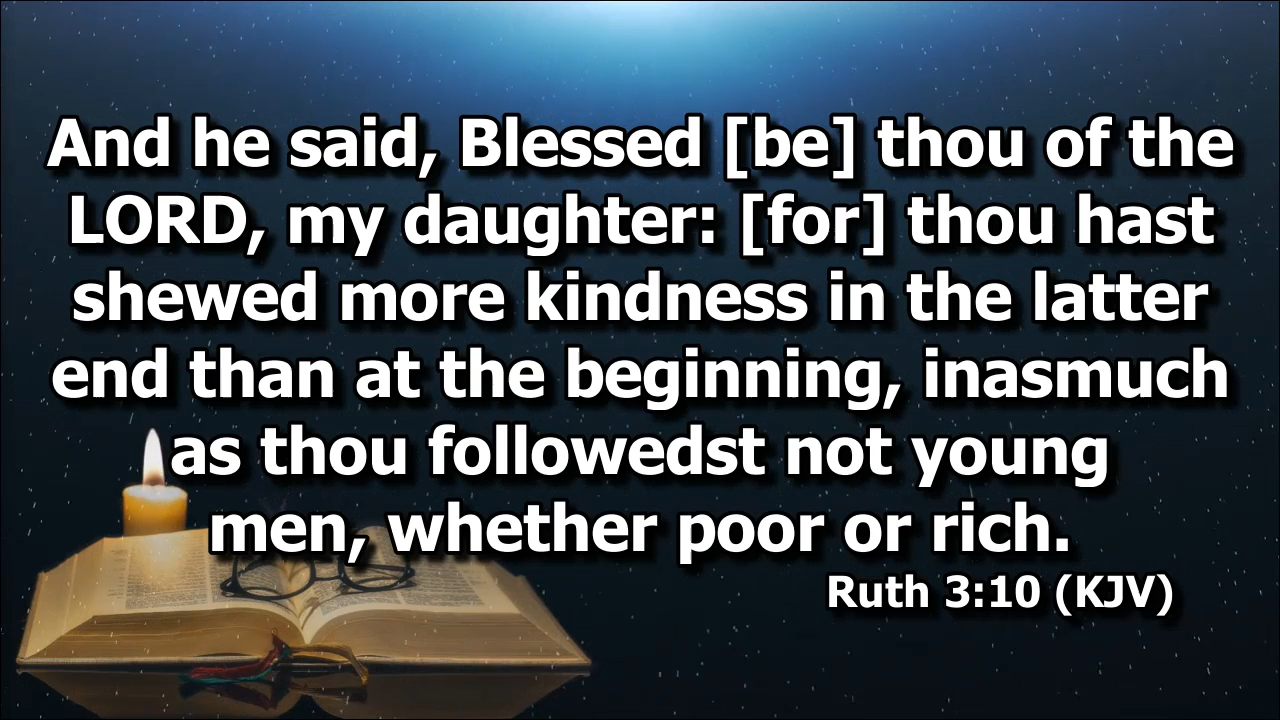 And he said, Blessed [be] thou of the
LORD, my daughter: [for] thou hast
shewed more kindness in the latter
end than at the beginning, inasmuch
as thou followedst not young
men, whether poor or rich.
Ruth 3:10 (KJV)